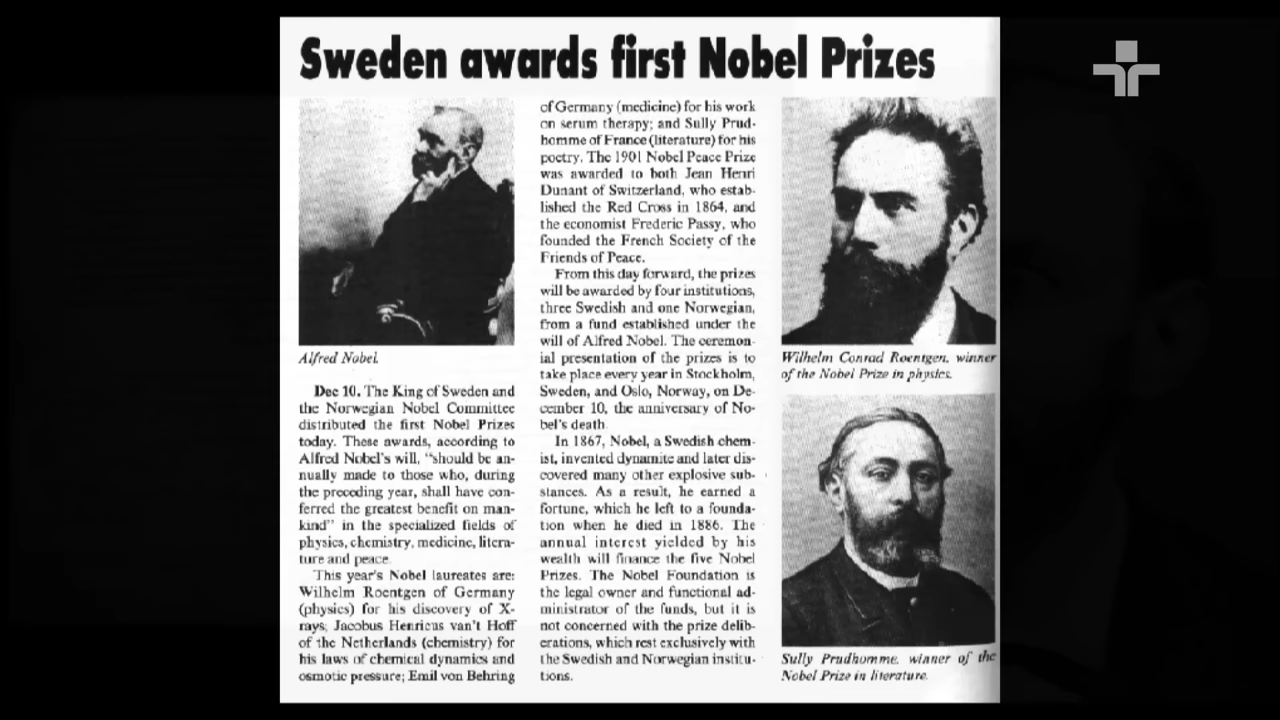 Sweden awards first Nobel Prizes
Alfred Nobel.
Dec 10. The King of Sweden and
the Norwegian Nobel Committee
distributed the first Nobel Prizes
today. These awards, according to
Alfred Nobel's will, "should be an-
nually made to those who, during
the preceding year, shall have con-
ferred the greatest benefit on man-
kind" in the specialized fields of
physics, chemistry, medicine, litera-
ture and peace.
This year's Nobel laureates are:
Wilhelm Roentgen of Germany
(physics) for his discovery of X-
rays; Jacobus Henricus van't Hoff
of the Netherlands (chemistry) for
his laws of chemical dynamics and
osmotic pressure; Emil von Behring
of Germany (medicine) for his work
on serum therapy; and Sully Prud-
homme of France (literature) for his
poetry. The 1901 Nobel Peace Prize
was awarded to both Jean Henri
Dunant of Switzerland, who estab-
lished the Red Cross in 1864, and
the economist Frederic Passy, who
founded the French Society of the
Friends of Peace.
From this day forward, the prizes
will be awarded by four institutions,
three Swedish and one Norwegian,
from a fund established under the
will of Alfred Nobel. The ceremon-
ial presentation of the prizes is to
take place every year in Stockholm,
Sweden, and Oslo, Norway, on De-
cember 10, the anniversary of No-
bel's death.
In 1867, Nobel, a Swedish chem-
ist, invented dynamite and later dis-
covered many other explosive sub-
stances. As a result, he earned a
fortune, which he left to a founda-
tion when he died in 1886. The
annual interest yielded by his
wealth will finance the five Nobel
Prizes. The Nobel Foundation is
the legal owner and functional ad-
ministrator of the funds, but it is
not concerned with the prize delib-
erations, which rest exclusively with
the Swedish and Norwegian institu-
tions.
Wilhelm Conrad Roentgen, winner
of the Nobel Prize in physics.
Sully Prudhomme, winner of the
Nobel Prize in literature.